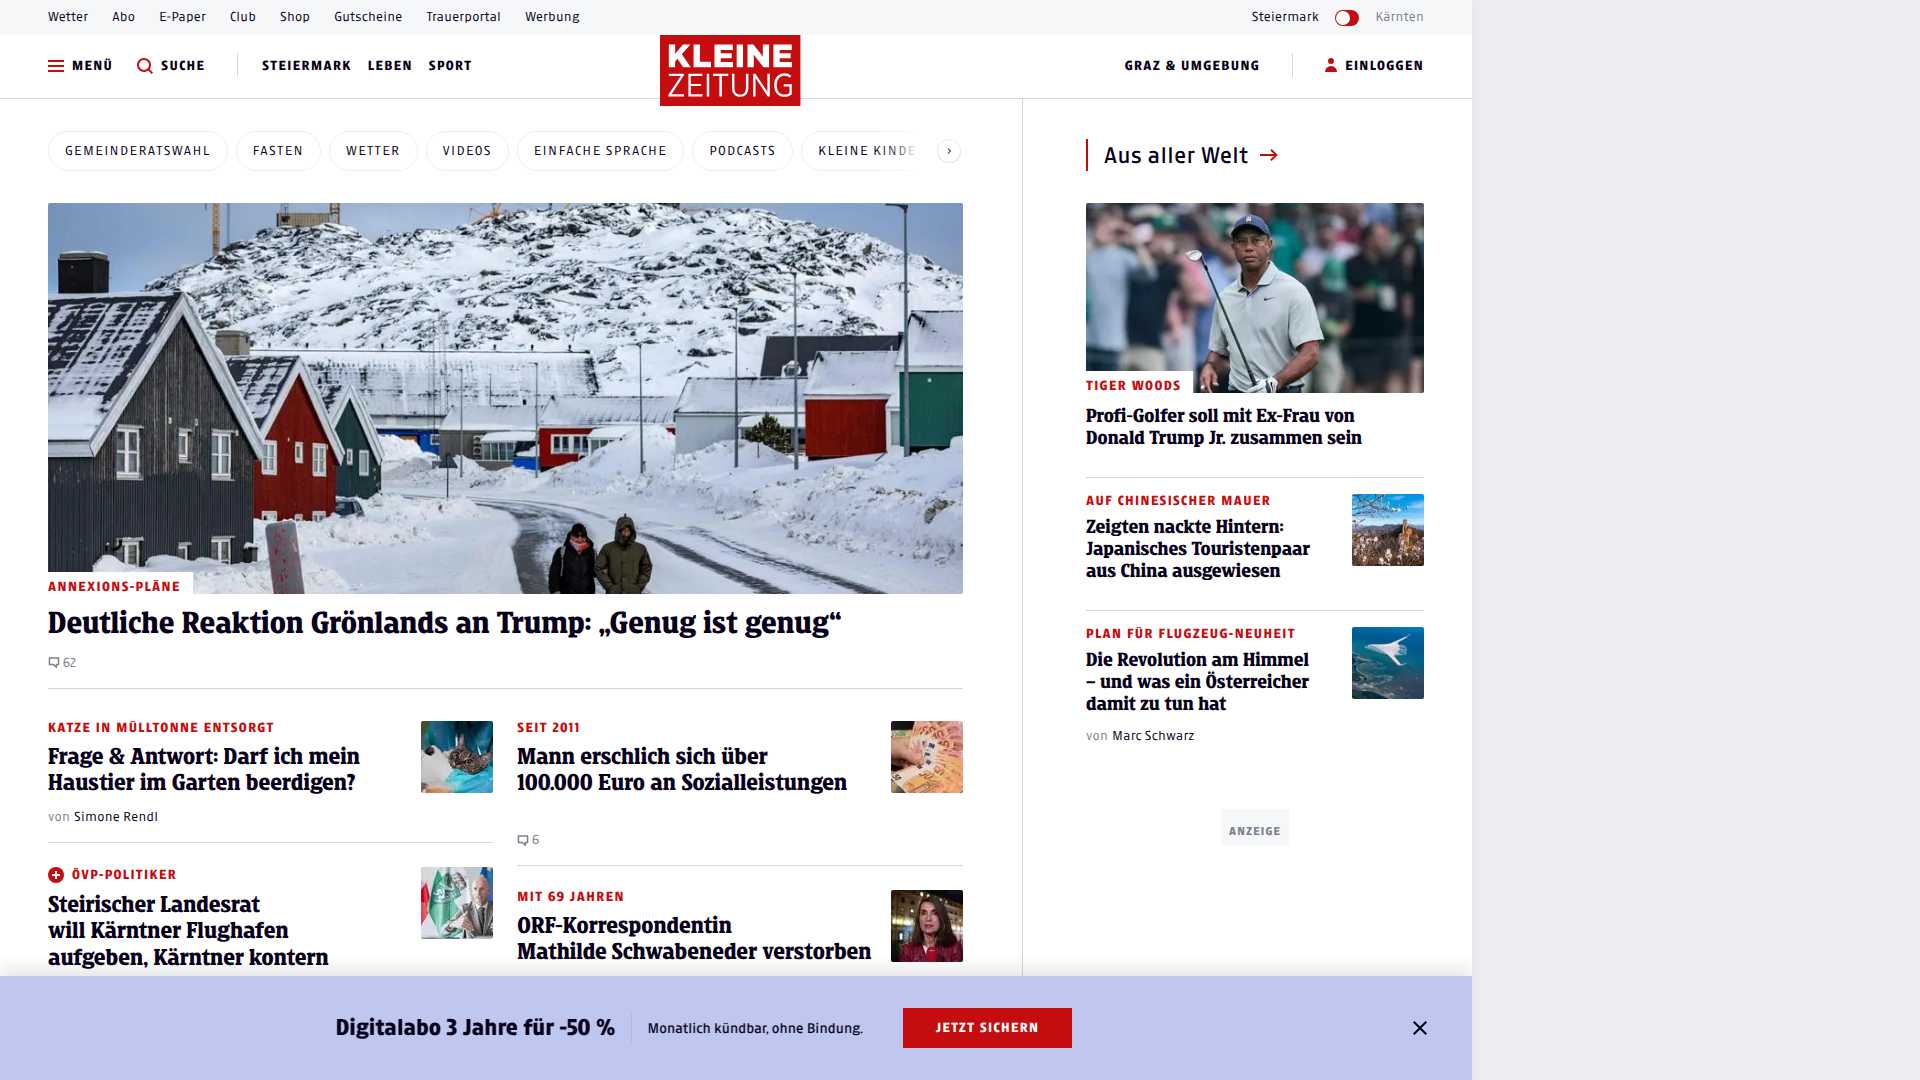 Wetter Abo E-Paper Club Shop Gutscheine Trauerportal Werbung
Steiermark Kärnten
MENÜ SUCHE STEIERMARK LEBEN SPORT
KLEINE
ZEITUNG
GRAZ & UMGEBUNG EINLOGGEN
GEMEINDERATSWAHL FASTEN WETTER VIDEOS EINFACHE SPRACHE PODCASTS KLEINE KINDE
ANNEXIONS-PLÄNE
Deutliche Reaktion Grönlands an Trump: „Genug ist genug“
62
KATZE IN MÜLLTONNE ENTSORGT
Frage & Antwort: Darf ich mein
Haustier im Garten beerdigen?
von Simone Rendl
ÖVP-POLITIKER
Steirischer Landesrat
will Kärntner Flughafen
aufgeben, Kärntner kontern
SEIT 2011
Mann erschlich sich über
100.000 Euro an Sozialleistungen
6
MIT 69 JAHREN
ORF-Korrespondentin
Mathilde Schwabeneder verstorben
Aus aller Welt
TIGER WOODS
Profi-Golfer soll mit Ex-Frau von
Donald Trump Jr. zusammen sein
AUF CHINESISCHER MAUER
Zeigten nackte Hintern:
Japanisches Touristenpaar
aus China ausgewiesen
PLAN FÜR FLUGZEUG-NEUHEIT
Die Revolution am Himmel
– und was ein Österreicher
damit zu tun hat
von Marc Schwarz
ANZEIGE
Digitalabo 3 Jahre für -50 %
Monatlich kündbar, ohne Bindung.
JETZT SICHERN